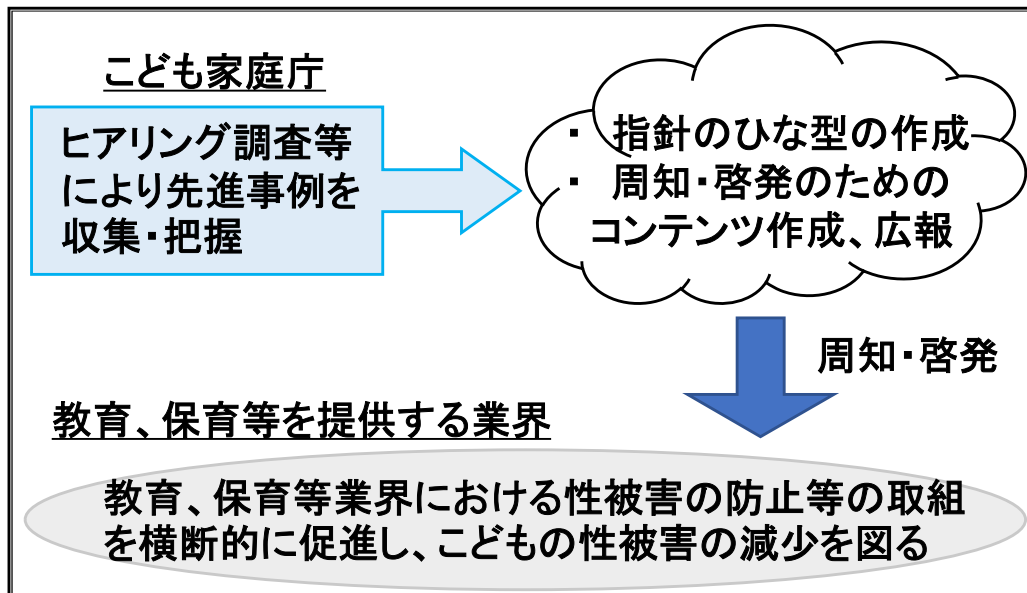 こども家庭庁
ヒアリング調査等
により先進事例を
収集・把握
・ 指針のひな型の作成
・ 周知・啓発のための
コンテンツ作成、広報
周知・啓発
教育、保育等を提供する業界
教育、保育等業界における性被害の防止等の取組
を横断的に促進し、こどもの性被害の減少を図る